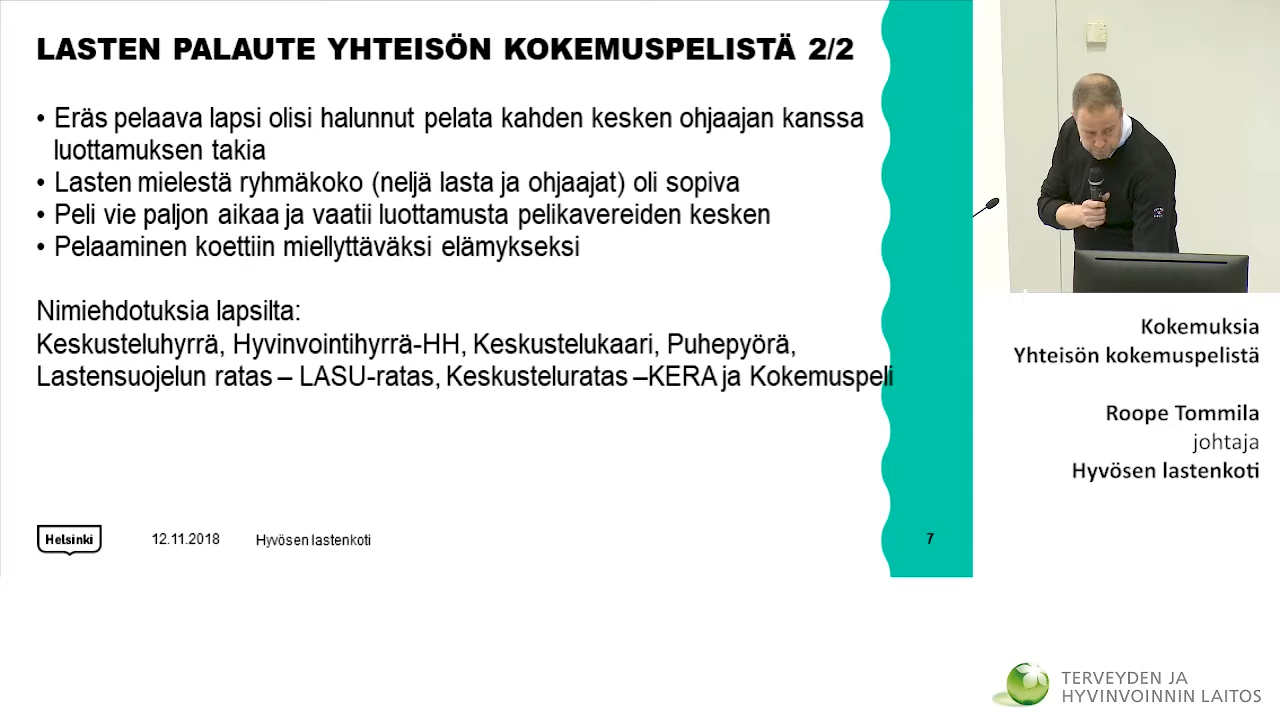 LASTEN PALAUTE YHTEISÖN KOKEMUSPELISTÄ 2/2
• Eräs pelaava lapsi olisi halunnut pelata kahden kesken ohjaajan kanssa
luottamuksen takia
• Lasten mielestä ryhmäkoko (neljä lasta ja ohjaajat) oli sopiva
• Peli vie paljon aikaa ja vaatii luottamusta pelikavereiden kesken
• Pelaaminen koettiin miellyttäväksi elämykseksi
Nimiehdotuksia lapsilta:
Keskusteluhyrrä, Hyvinvointihyrrä-HH, Keskustelukaari, Puhepyörä,
Lastensuojelun ratas – LASU-ratas, Keskusteluratas –KERA ja Kokemuspeli
Helsinki
12.11.2018
Hyvösen lastenkoti
7
Kokemuksia
Yhteisön kokemuspelistä
Roope Tommila
johtaja
Hyvösen lastenkoti
TERVEYDEN JA
HYVINVOINNIN LAITOS